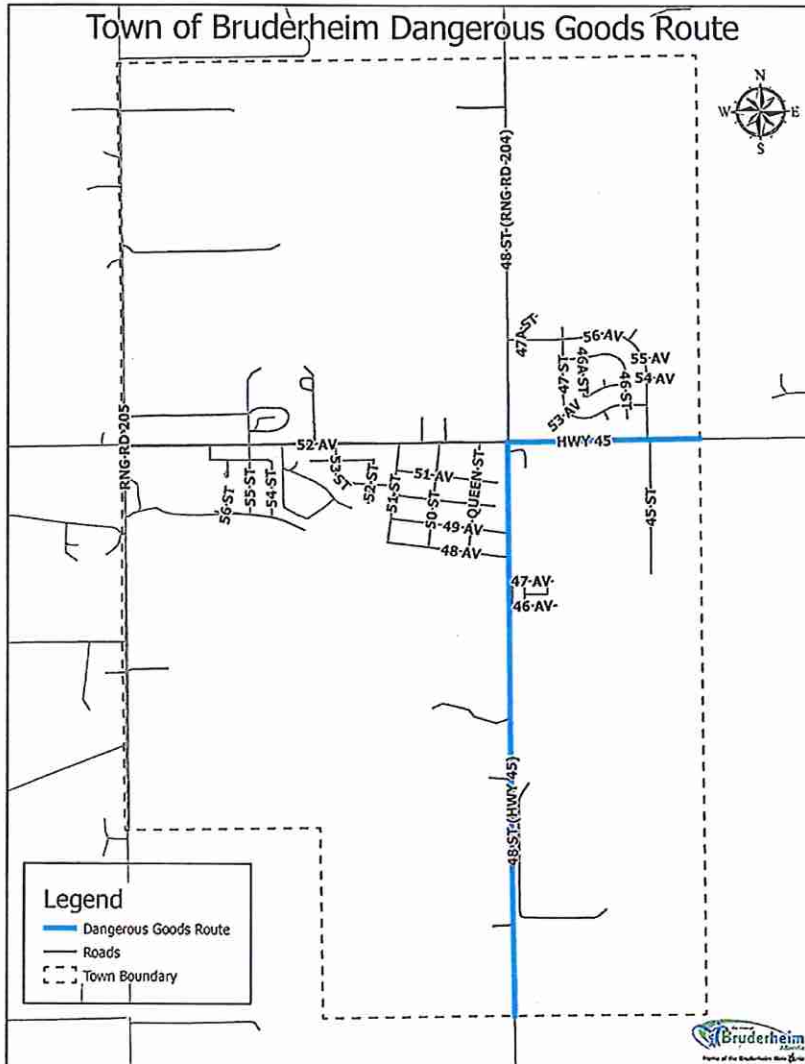 Town of Bruderheim Dangerous Goods Route
N
W E
S
48-ST-(RNG-RD-204)
47A-ST-
56-AV
55-AV
54-AV
46A-ST
47-ST
46-ST
53-AV
HWY 45
RNG-RD-205
52-AV
53-ST
52-ST
51-ST
50-ST
QUEEN-ST
51-AV
49-AV
48-AV
56-ST
55-ST
54-ST
45-ST
47-AV-
46-AV-
48-ST-(HWY-45)
Legend
Dangerous Goods Route
Roads
Town Boundary
Bruderheim